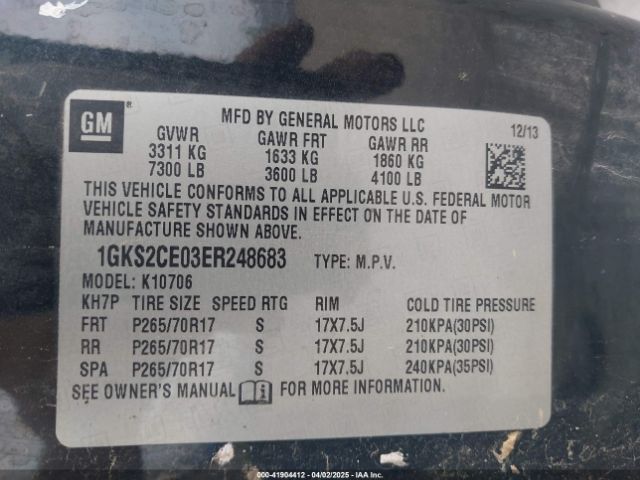 GM ®
MFD BY GENERAL MOTORS LLC
12/13
GVWR GAWR FRT GAWR RR
3311 KG 1633 KG 1860 KG
7300 LB 3600 LB 4100 LB
THIS VEHICLE CONFORMS TO ALL APPLICABLE U.S. FEDERAL MOTOR
VEHICLE SAFETY STANDARDS IN EFFECT ON THE DATE OF
MANUFACTURE SHOWN ABOVE.
1GKS2CE03ER248683 TYPE: M.P.V.
MODEL: K10706
KH7P TIRE SIZE SPEED RTG RIM COLD TIRE PRESSURE
FRT P265/70R17 S 17X7.5J 210KPA(30PSI)
RR P265/70R17 S 17X7.5J 210KPA(30PSI)
SPA P265/70R17 S 17X7.5J 240KPA(35PSI)
SEE OWNER'S MANUAL FOR MORE INFORMATION.
000-41904412 - 04/02/2025 - IAA Inc.